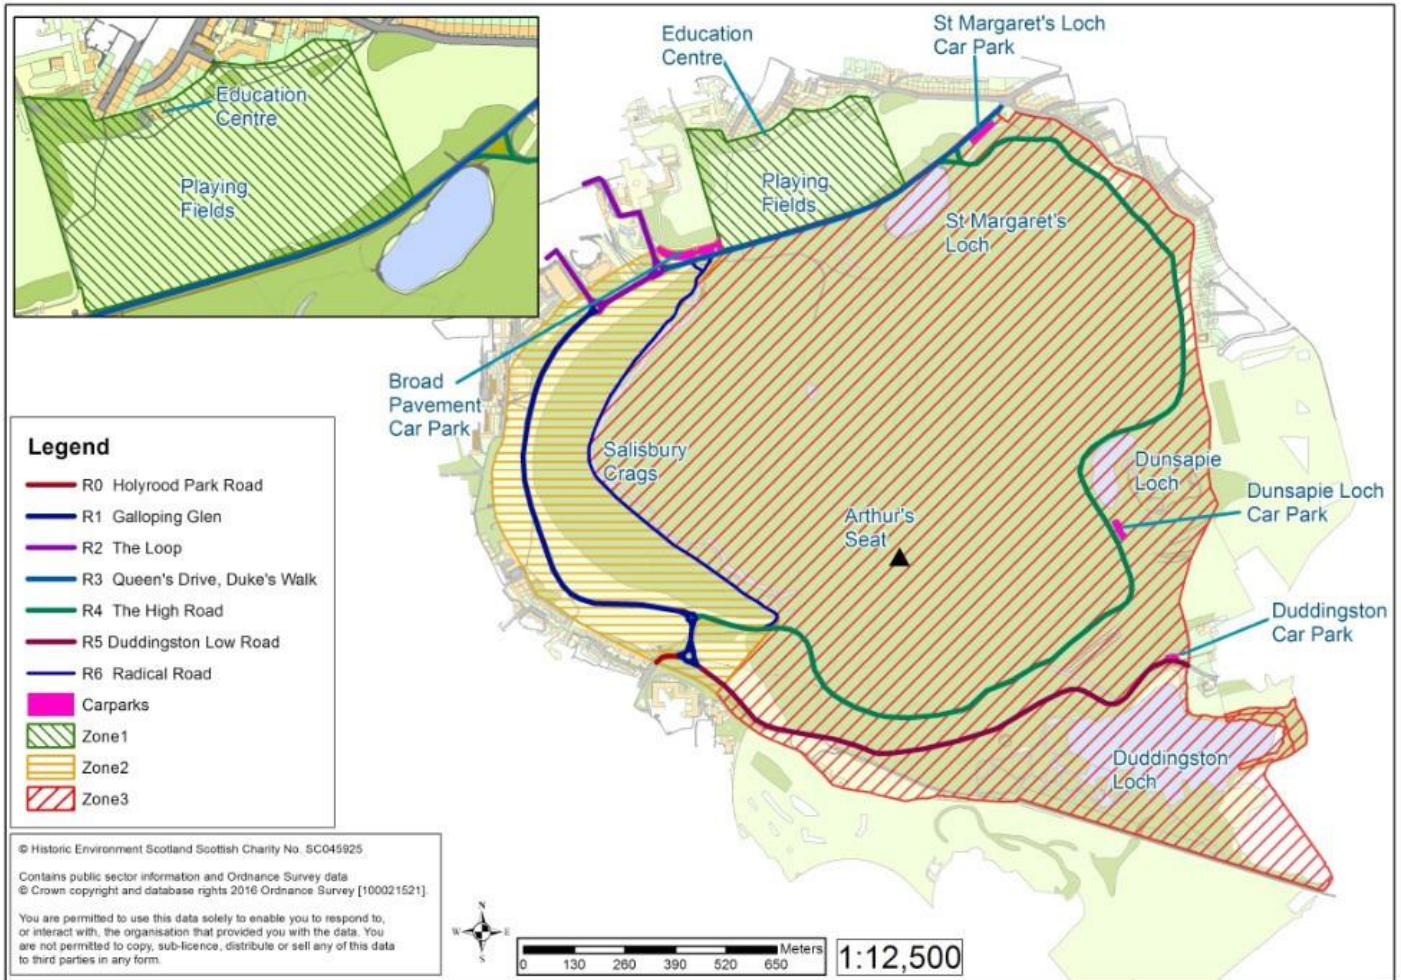 Education
Centre
Playing
Fields
Education
Centre
St Margaret's Loch
Car Park
Playing
Fields
St Margaret's
Loch
Broad
Pavement
Car Park
Salisbury
Crags
Arthur's
Seat
Dunsapie
Loch
Dunsapie Loch
Car Park
Duddingston
Car Park
Duddingston
Loch
Legend
R0 Holyrood Park Road
R1 Galloping Glen
R2 The Loop
R3 Queen's Drive, Duke's Walk
R4 The High Road
R5 Duddingston Low Road
R6 Radical Road
Carparks
Zone1
Zone2
Zone3
© Historic Environment Scotland Scottish Charity No. SC045925
Contains public sector information and Ordnance Survey data
© Crown copyright and database rights 2016 Ordnance Survey [100021521].
You are permitted to use this data solely to enable you to respond to,
or interact with, the organisation that provided you with the data. You
are not permitted to copy, sub-licence, distribute or sell any of this data
to third parties in any form.
N
W E
S
Meters
0 130 260 390 520 650
1:12,500